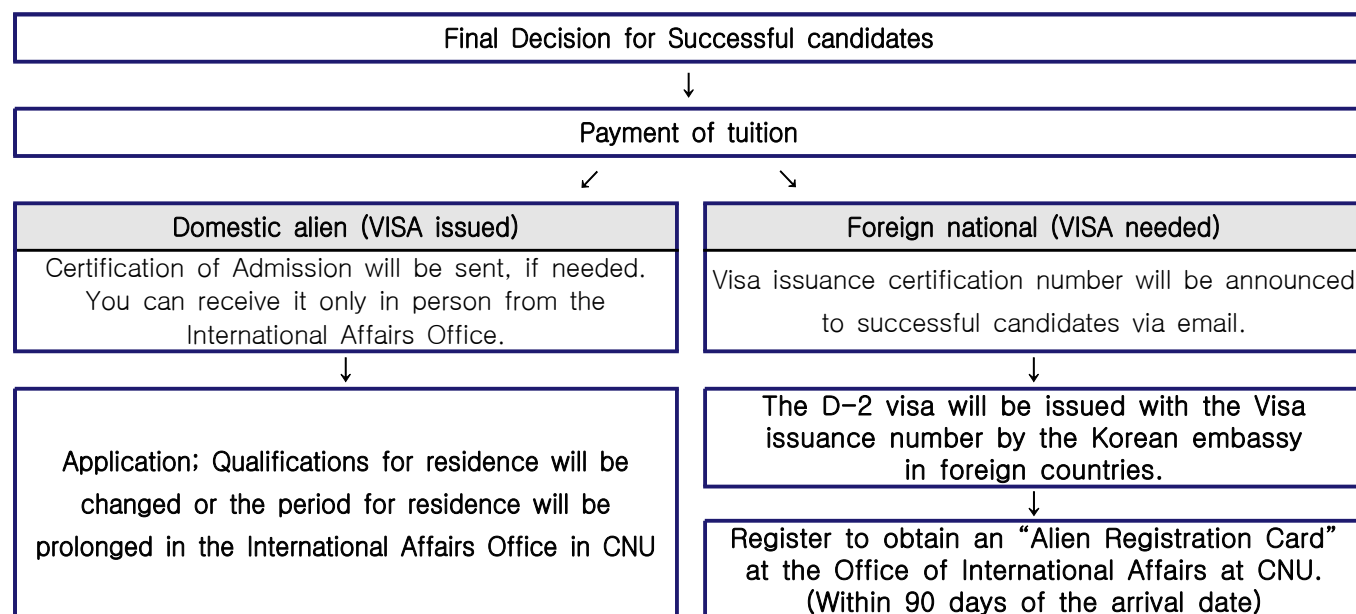 Final Decision for Successful candidates
↓
Payment of tuition
↙ ↘
Domestic alien (VISA issued)
Certification of Admission will be sent, if needed.
You can receive it only in person from the
International Affairs Office.
↓
Application; Qualifications for residence will be
changed or the period for residence will be
prolonged in the International Affairs Office in CNU
Foreign national (VISA needed)
Visa issuance certification number will be announced
to successful candidates via email.
↓
The D-2 visa will be issued with the Visa
issuance number by the Korean embassy
in foreign countries.
↓
Register to obtain an “Alien Registration Card”
at the Office of International Affairs at CNU.
(Within 90 days of the arrival date)